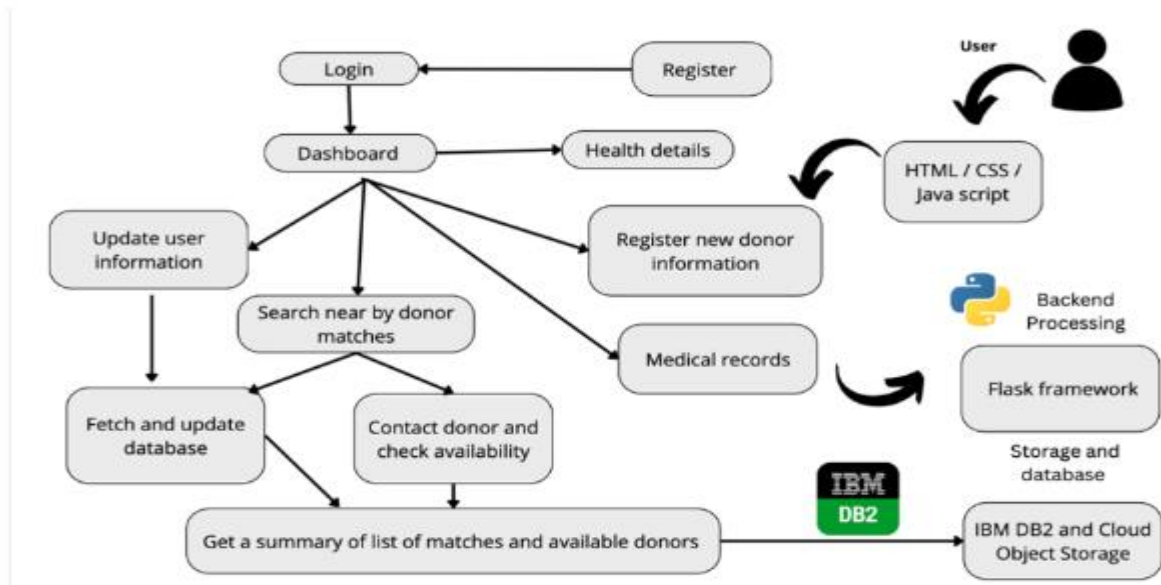 User
Login
Register
Dashboard
Health details
HTML / CSS /
Java script
Update user
information
Register new donor
information
Search near by donor
matches
Medical records
Backend
Processing
Flask framework
Fetch and update
database
Contact donor and
check availability
Storage and
database
IBM
DB2
Get a summary of list of matches and available donors
IBM DB2 and Cloud
Object Storage